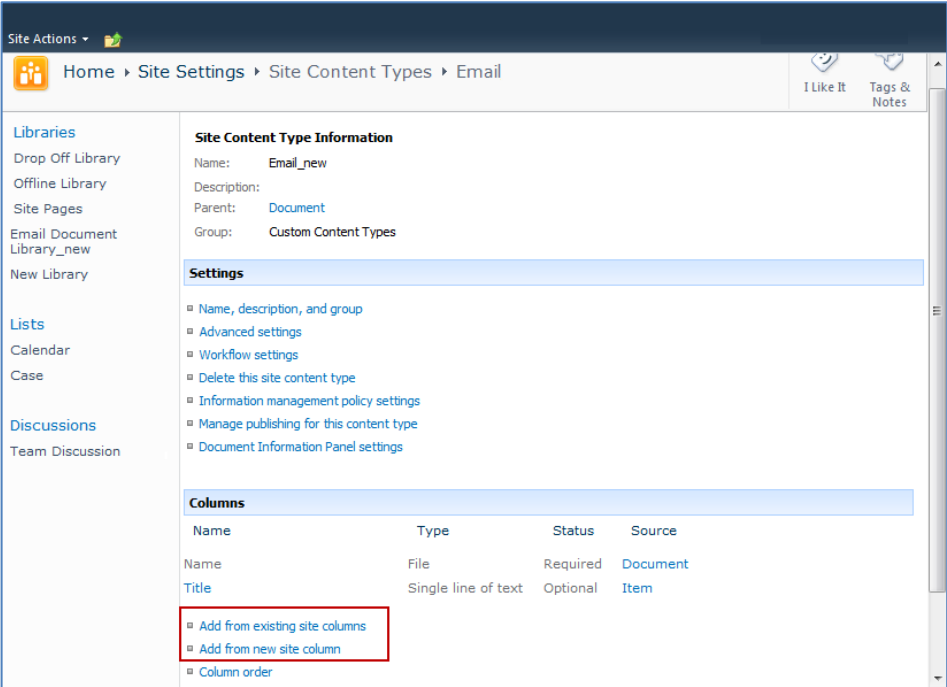 Site Actions
Home Site Settings Site Content Types Email
I Like It
Tags &
Notes
Libraries
Drop Off Library
Offline Library
Site Pages
Email Document
Library_new
New Library
Lists
Calendar
Case
Discussions
Team Discussion
Site Content Type Information
Name: Email_new
Description:
Parent: Document
Group: Custom Content Types
Settings
Name, description, and group
Advanced settings
Workflow settings
Delete this site content type
Information management policy settings
Manage publishing for this content type
Document Information Panel settings
Columns
Name Type Status Source
Name File Required Document
Title Single line of text Optional Item
Add from existing site columns
Add from new site column
Column order